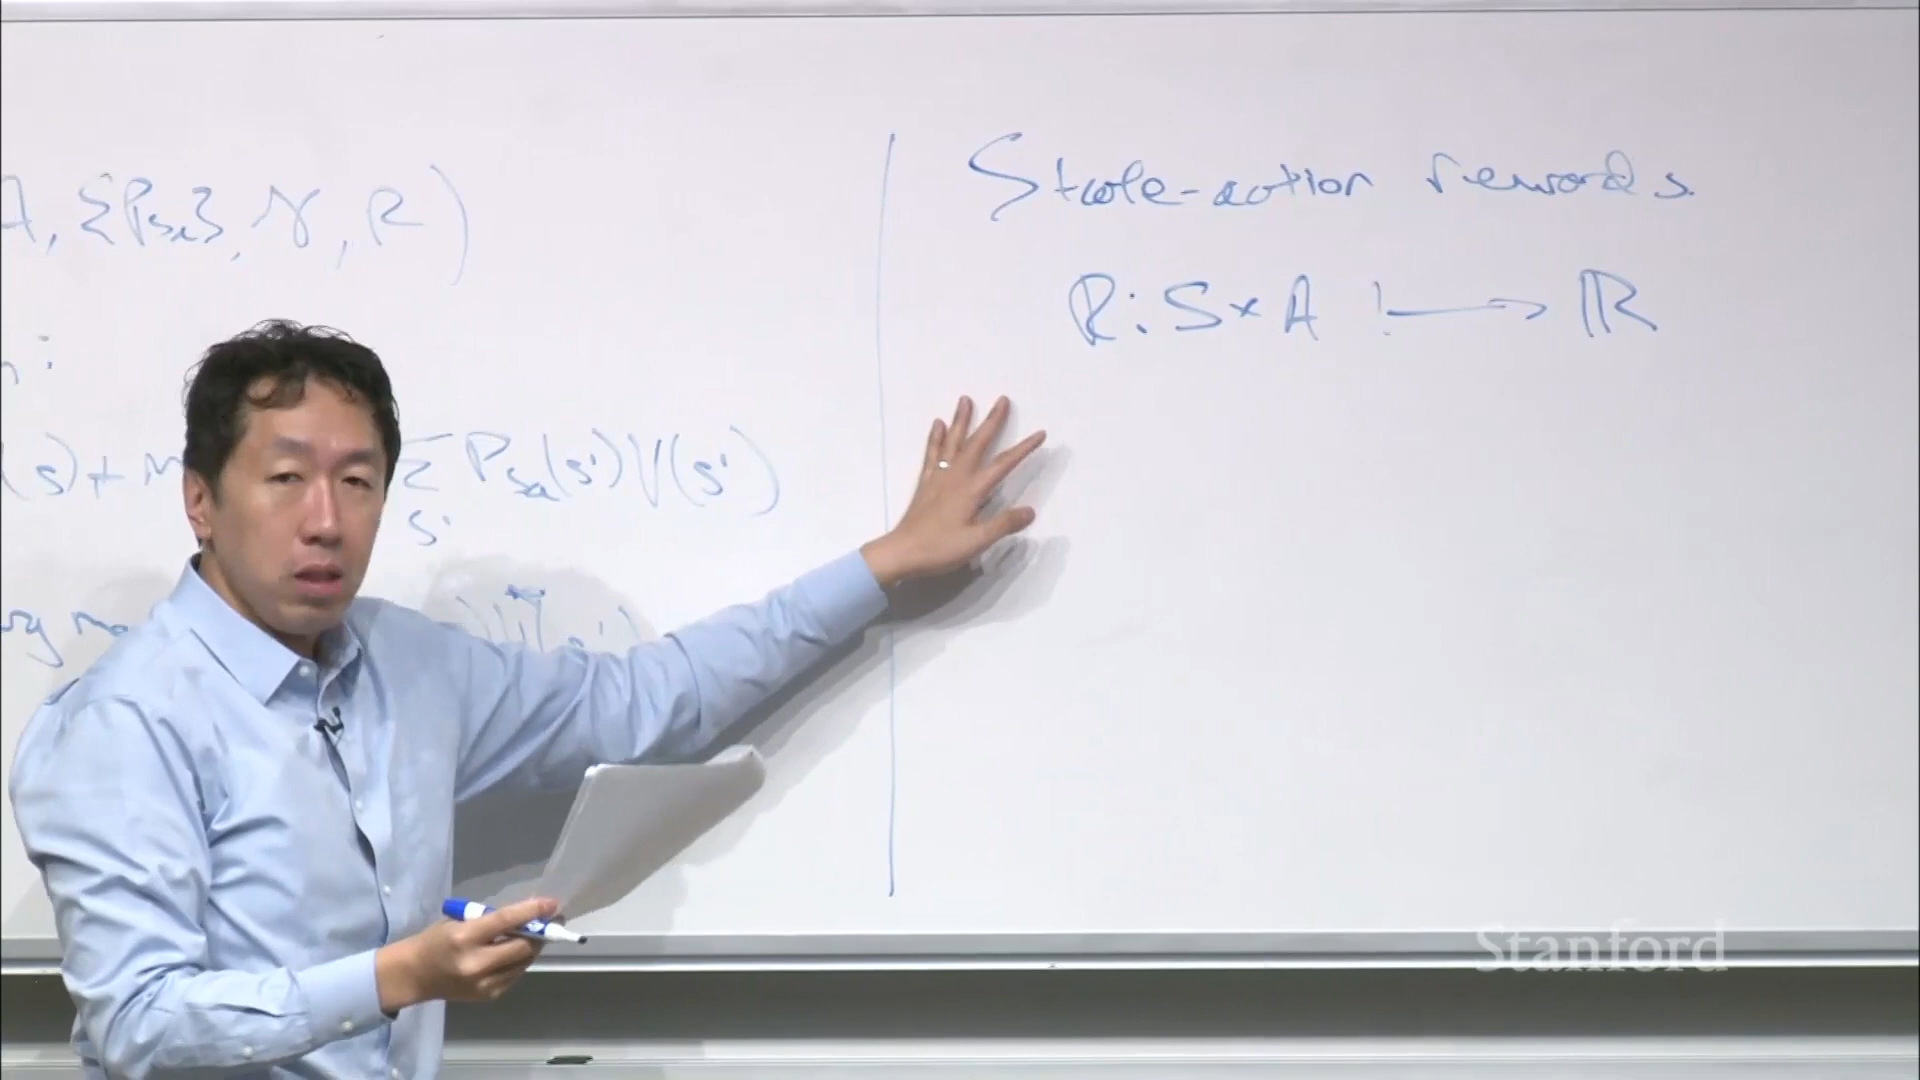 A, {Psa}, γ, R)
n:
(s) + m Σ Psa(s')V(s')
s'
State-action rewards
R: S×A ↦ ℝ
Stanford